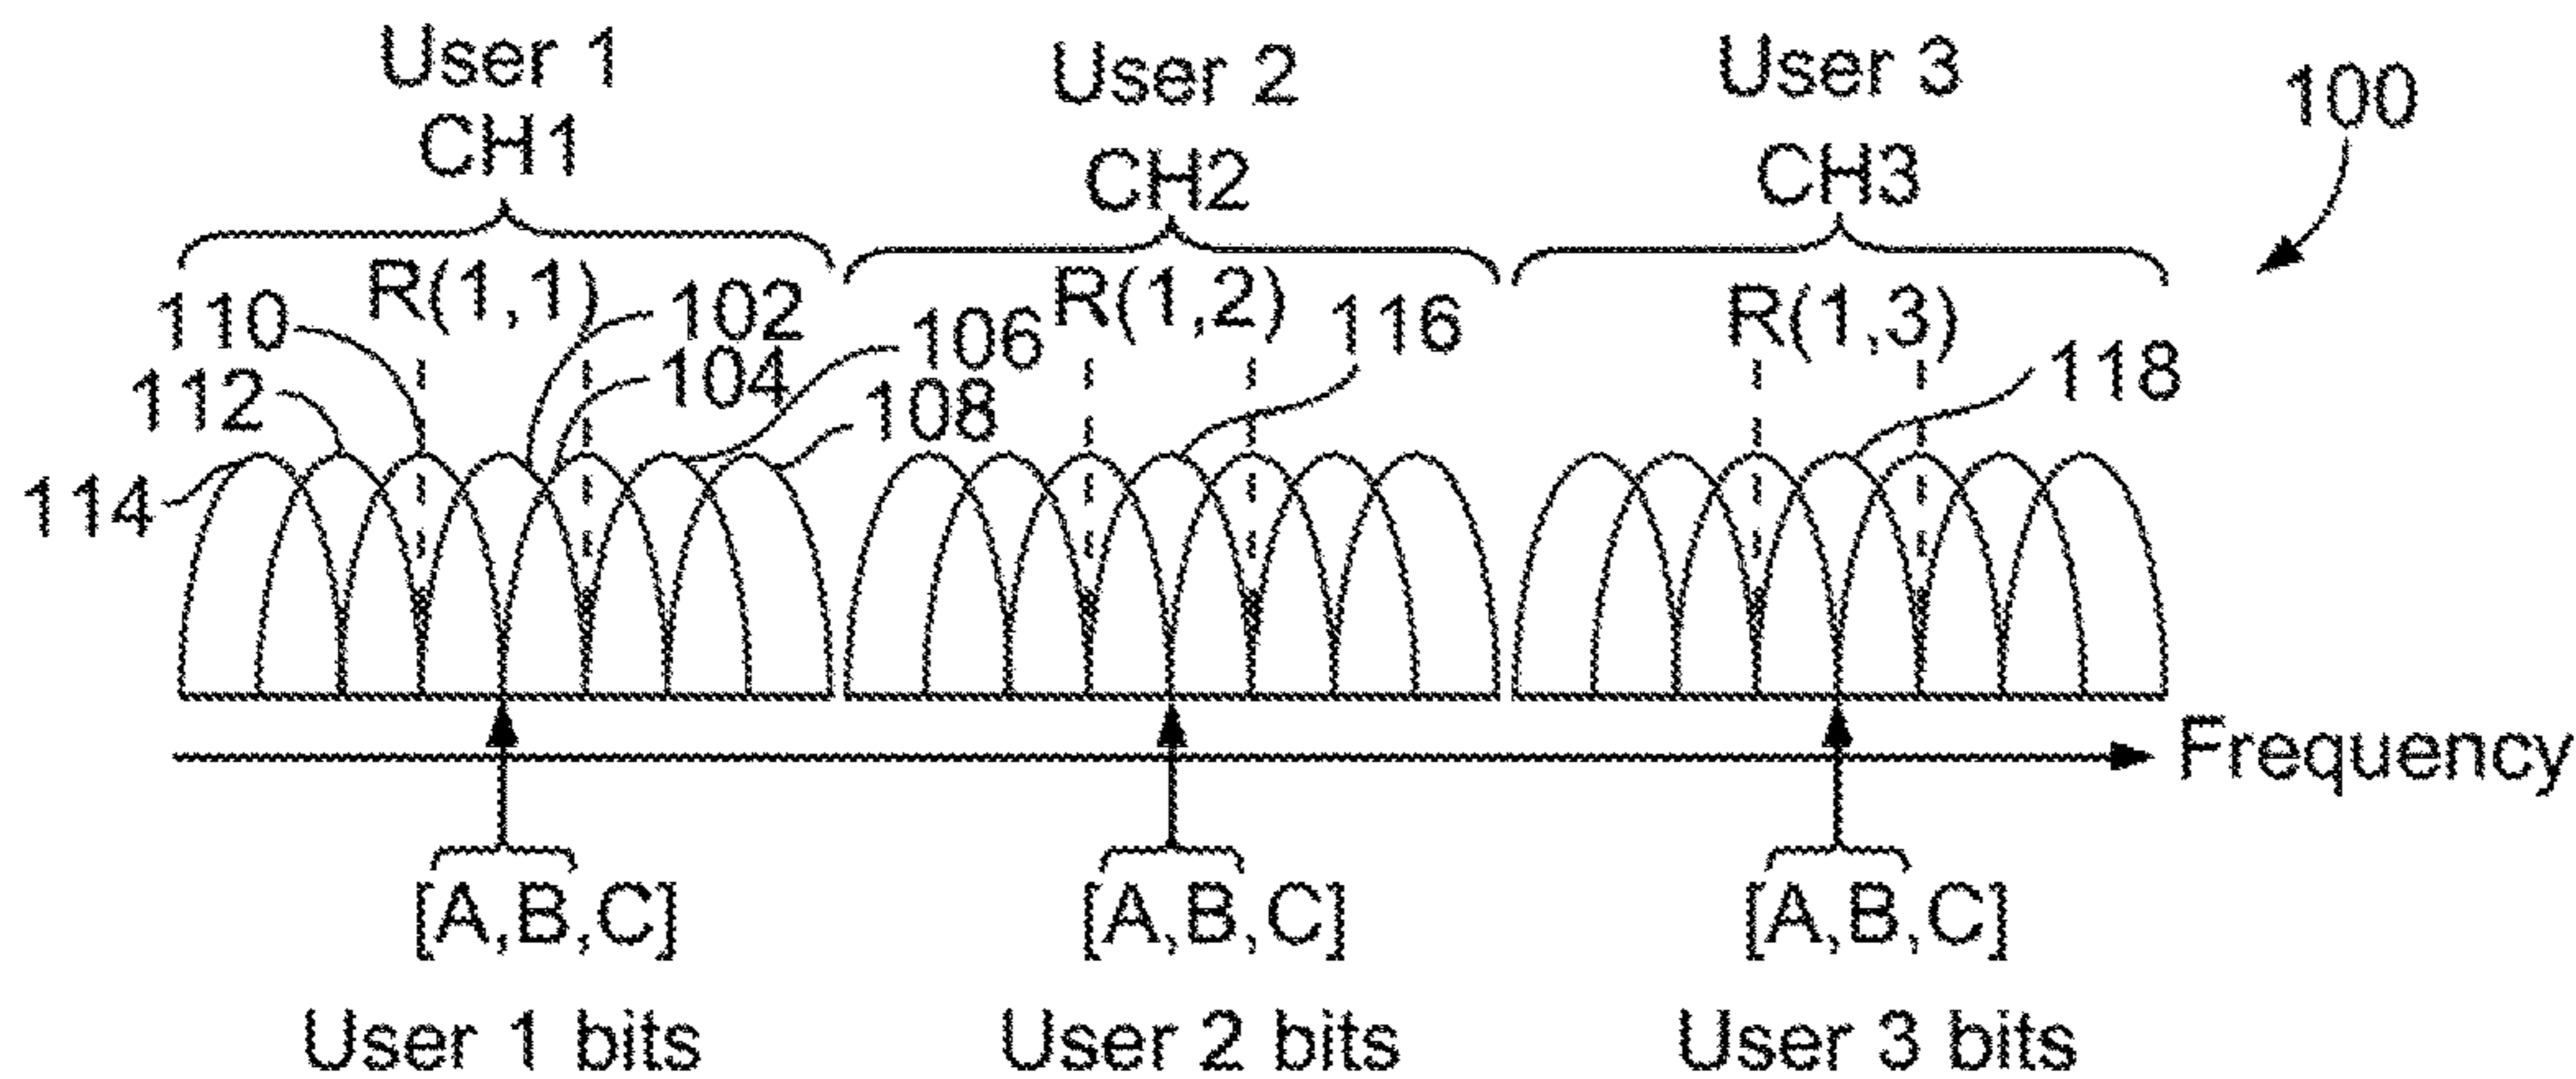 User 1
CH1
User 2
CH2
User 3
CH3
100
R(1,1)
R(1,2)
R(1,3)
110
102
106
116
112
104
108
118
114
Frequency
[A,B,C]
[A,B,C]
[A,B,C]
User 1 bits
User 2 bits
User 3 bits